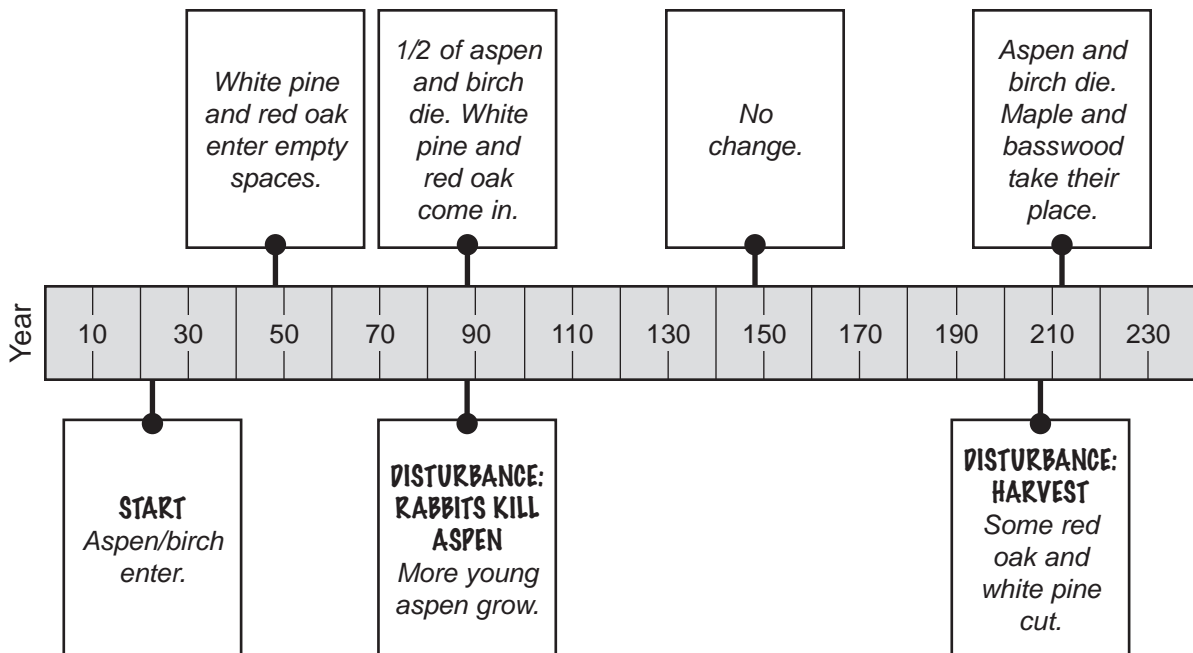 White pine
and red oak
enter empty
spaces.
1/2 of aspen
and birch
die. White
pine and
red oak
come in.
No
change.
Aspen and
birch die.
Maple and
basswood
take their
place.
Year
10 30 50 70 90 110 130 150 170 190 210 230
START
Aspen/birch
enter.
DISTURBANCE:
RABBITS KILL
ASPEN
More young
aspen grow.
DISTURBANCE:
HARVEST
Some red
oak and
white pine
cut.